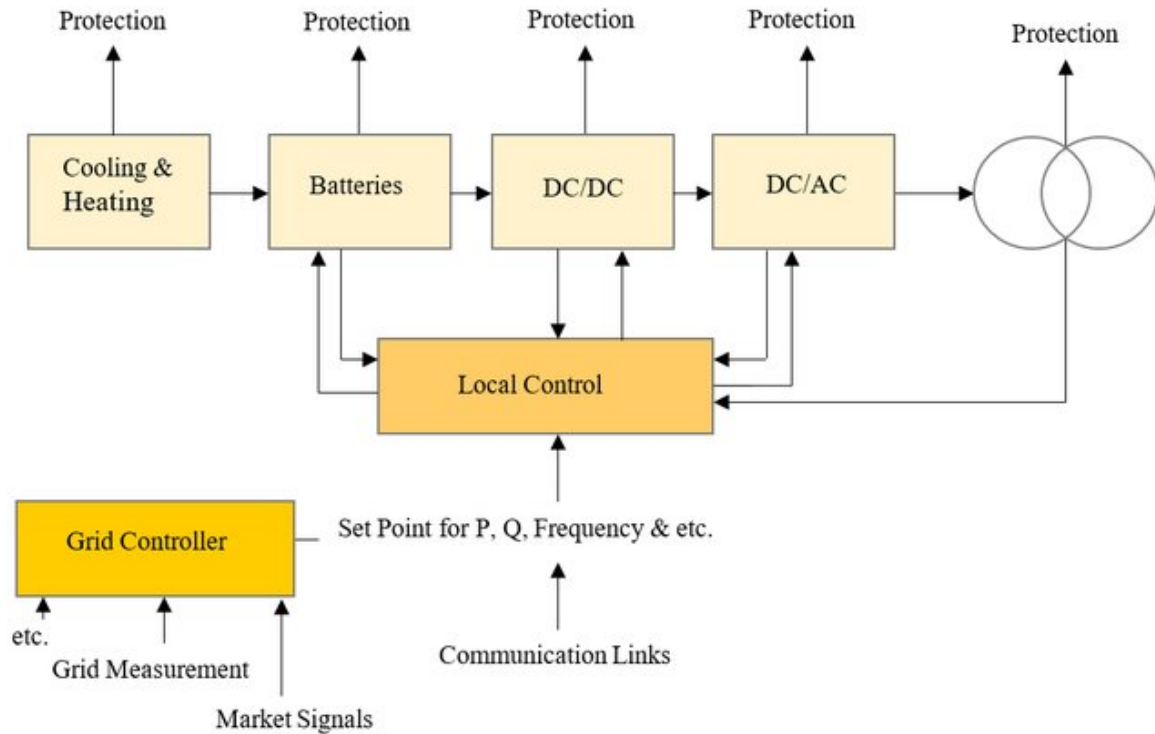 Protection
Protection
Protection
Protection
Protection
Cooling &
Heating
Batteries
DC/DC
DC/AC
Local Control
Grid Controller
Set Point for P, Q, Frequency & etc.
etc.
Grid Measurement
Communication Links
Market Signals